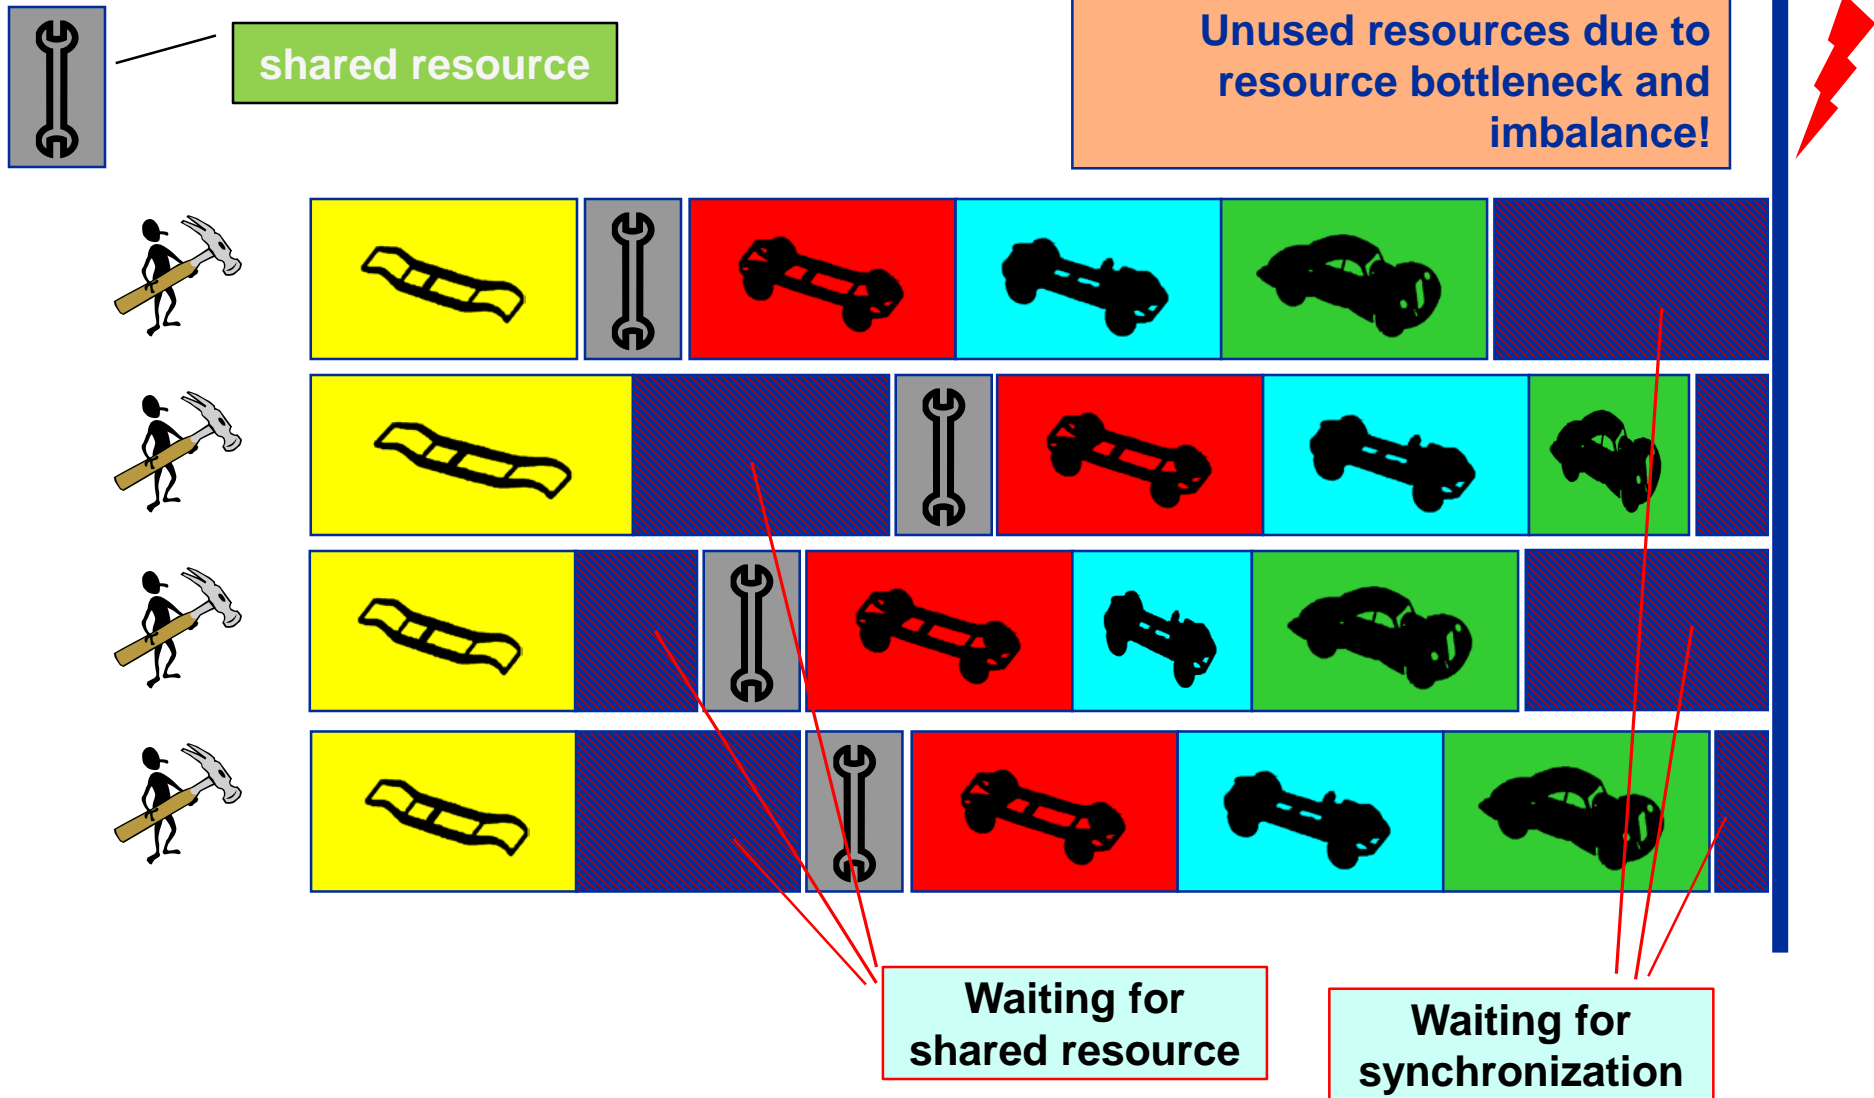 shared resource
Unused resources due to
resource bottleneck and
imbalance!
Waiting for
shared resource
Waiting for
synchronization